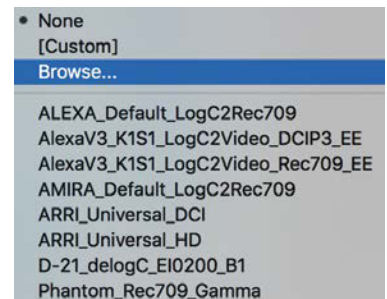 None
[Custom]
Browse...
ALEXA_Default_LogC2Rec709
AlexaV3_K1S1_LogC2Video_DCIP3_EE
AlexaV3_K1S1_LogC2Video_Rec709_EE
AMIRA_Default_LogC2Rec709
ARRI_Universal_DCI
ARRI_Universal_HD
D-21_delogC_EI0200_B1
Phantom_Rec709_Gamma